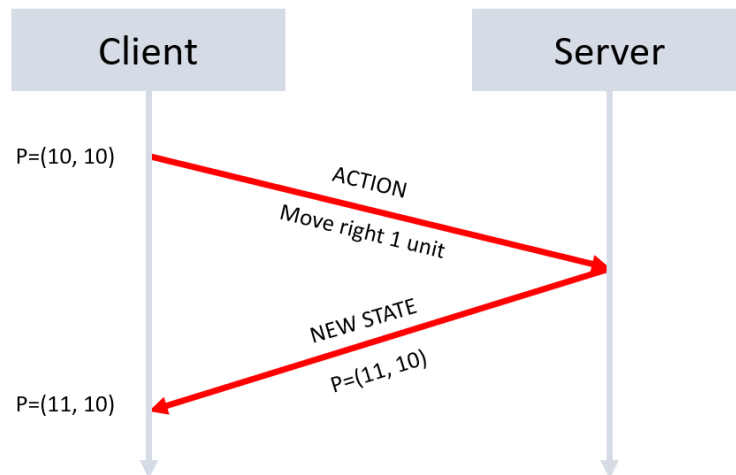 Client
Server
P=(10, 10)
ACTION
Move right 1 unit
NEW STATE
P=(11, 10)
P=(11, 10)